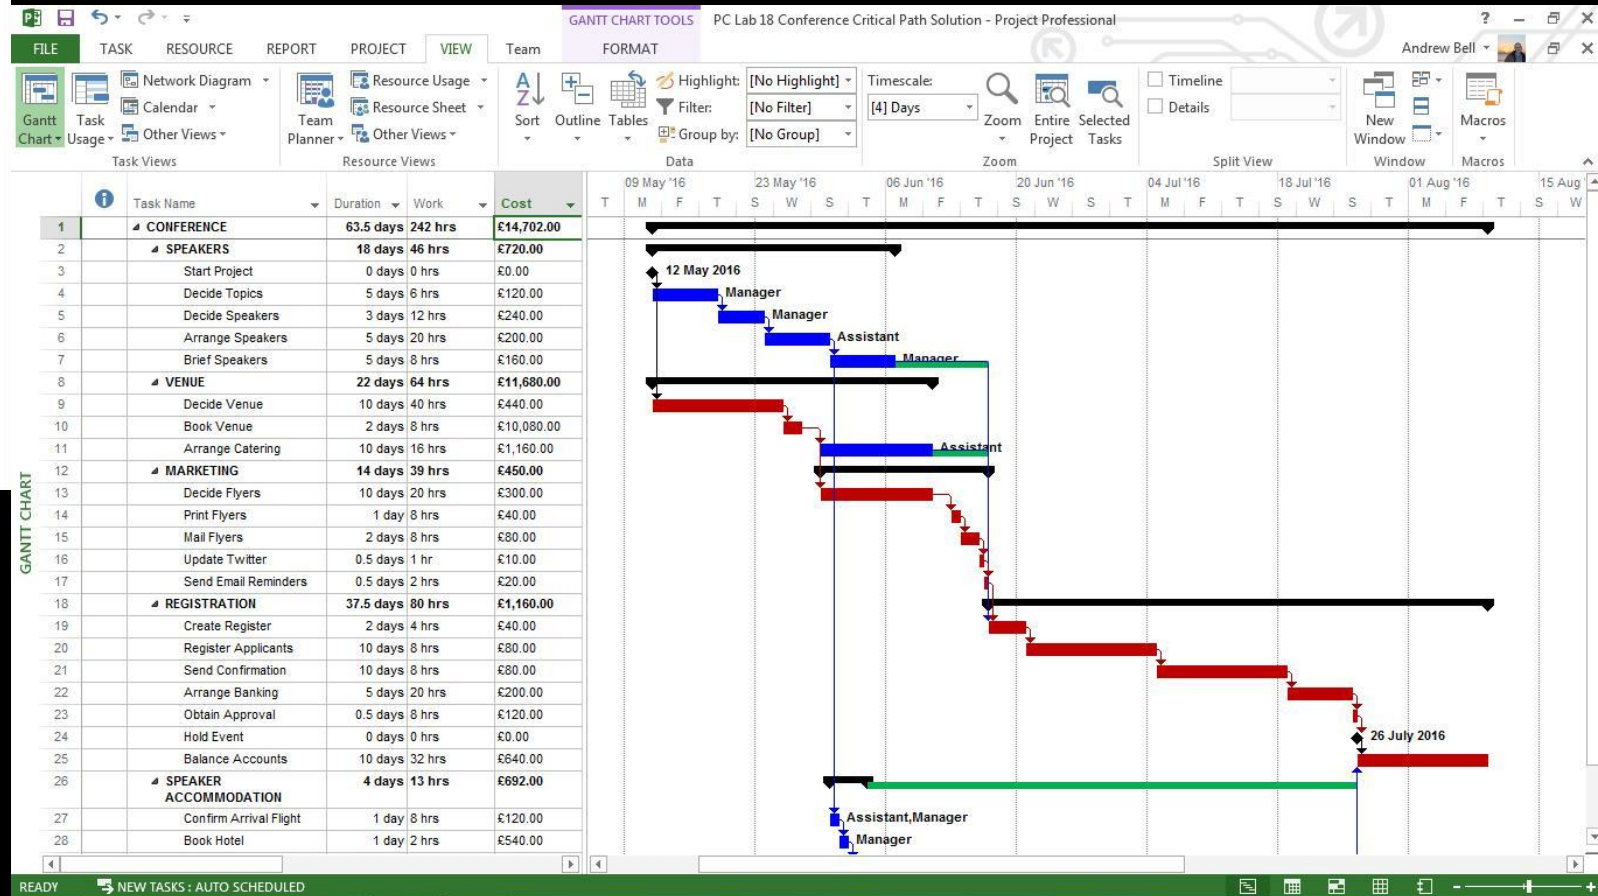 GANTT CHART TOOLS PC Lab 18 Conference Critical Path Solution - Project Professional ?
FILE TASK RESOURCE REPORT PROJECT VIEW Team FORMAT Andrew Bell
Gantt Chart
Task Usage
Network Diagram
Calendar
Other Views
Team Planner
Resource Usage
Resource Sheet
Other Views
Sort
Outline
Tables
Highlight: [No Highlight]
Filter: [No Filter]
Group by: [No Group]
Timescale:
[4] Days
Zoom
Entire Project
Selected Tasks
Timeline
Details
New Window
Macros
Task Views Resource Views Data Zoom Split View Window Macros
09 May '16 23 May '16 06 Jun '16 20 Jun '16 04 Jul '16 18 Jul '16 01 Aug '16 15 Aug '
Task Name Duration Work Cost T M F T S W S T M F T S W S T M F T S W S T M F T S W
1 CONFERENCE 63.5 days 242 hrs £14,702.00
2 SPEAKERS 18 days 46 hrs £720.00
3 Start Project 0 days 0 hrs £0.00 12 May 2016
4 Decide Topics 5 days 6 hrs £120.00 Manager
5 Decide Speakers 3 days 12 hrs £240.00 Manager
6 Arrange Speakers 5 days 20 hrs £200.00 Assistant
7 Brief Speakers 5 days 8 hrs £160.00 Manager
8 VENUE 22 days 64 hrs £11,680.00
9 Decide Venue 10 days 40 hrs £440.00
10 Book Venue 2 days 8 hrs £10,080.00
11 Arrange Catering 10 days 16 hrs £1,160.00 Assistant
12 MARKETING 14 days 39 hrs £450.00
13 Decide Flyers 10 days 20 hrs £300.00
14 Print Flyers 1 day 8 hrs £40.00
15 Mail Flyers 2 days 8 hrs £80.00
16 Update Twitter 0.5 days 1 hr £10.00
17 Send Email Reminders 0.5 days 2 hrs £20.00
18 REGISTRATION 37.5 days 80 hrs £1,160.00
19 Create Register 2 days 4 hrs £40.00
20 Register Applicants 10 days 8 hrs £80.00
21 Send Confirmation 10 days 8 hrs £80.00
22 Arrange Banking 5 days 20 hrs £200.00
23 Obtain Approval 0.5 days 8 hrs £120.00
24 Hold Event 0 days 0 hrs £0.00 26 July 2016
25 Balance Accounts 10 days 32 hrs £640.00
26 SPEAKER 4 days 13 hrs £692.00
ACCOMMODATION
27 Confirm Arrival Flight 1 day 8 hrs £120.00 Assistant,Manager
28 Book Hotel 1 day 2 hrs £540.00 Manager
GANTT CHART
READY NEW TASKS : AUTO SCHEDULED